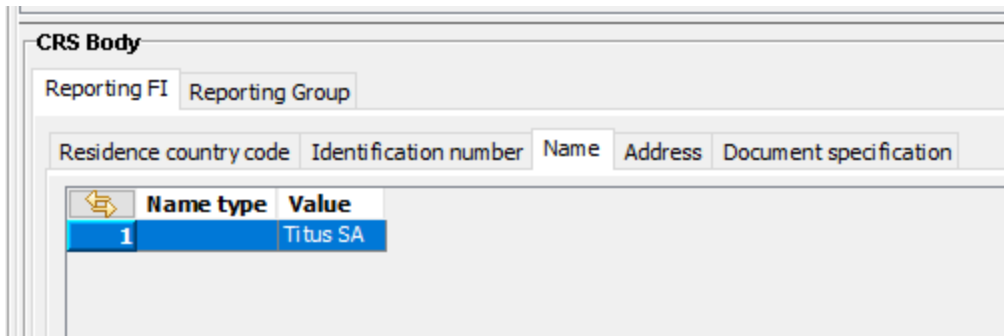 CRS Body
Reporting FI Reporting Group
Residence country code Identification number Name Address Document specification
Name type Value
1 Titus SA